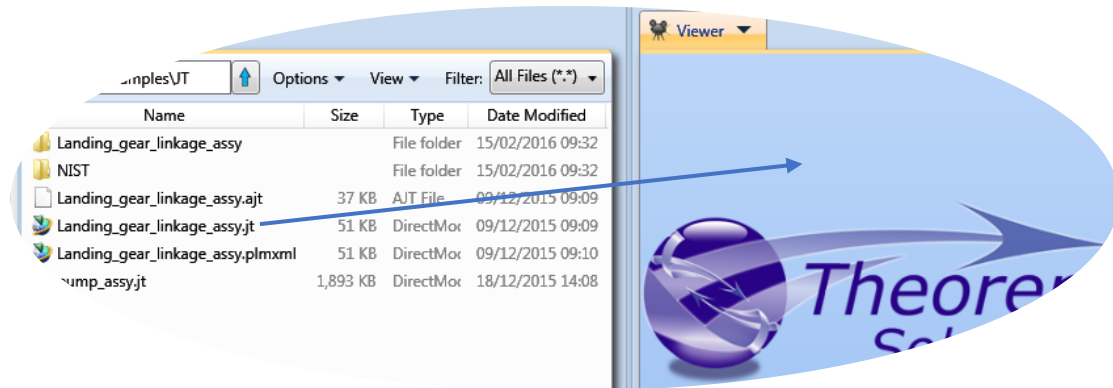 Viewer
mples\JT Options View Filter: All Files (*.*)
Name Size Type Date Modified
Landing_gear_linkage_assy File folder 15/02/2016 09:32
NIST File folder 15/02/2016 09:32
Landing_gear_linkage_assy.ajt 37 KB AJT File 09/12/2015 09:09
Landing_gear_linkage_assy.jt 51 KB DirectMoc 09/12/2015 09:09
Landing_gear_linkage_assy.plmxml 51 KB DirectMoc 09/12/2015 09:10
ump_assy.jt 1,893 KB DirectMoc 18/12/2015 14:08
Theorem